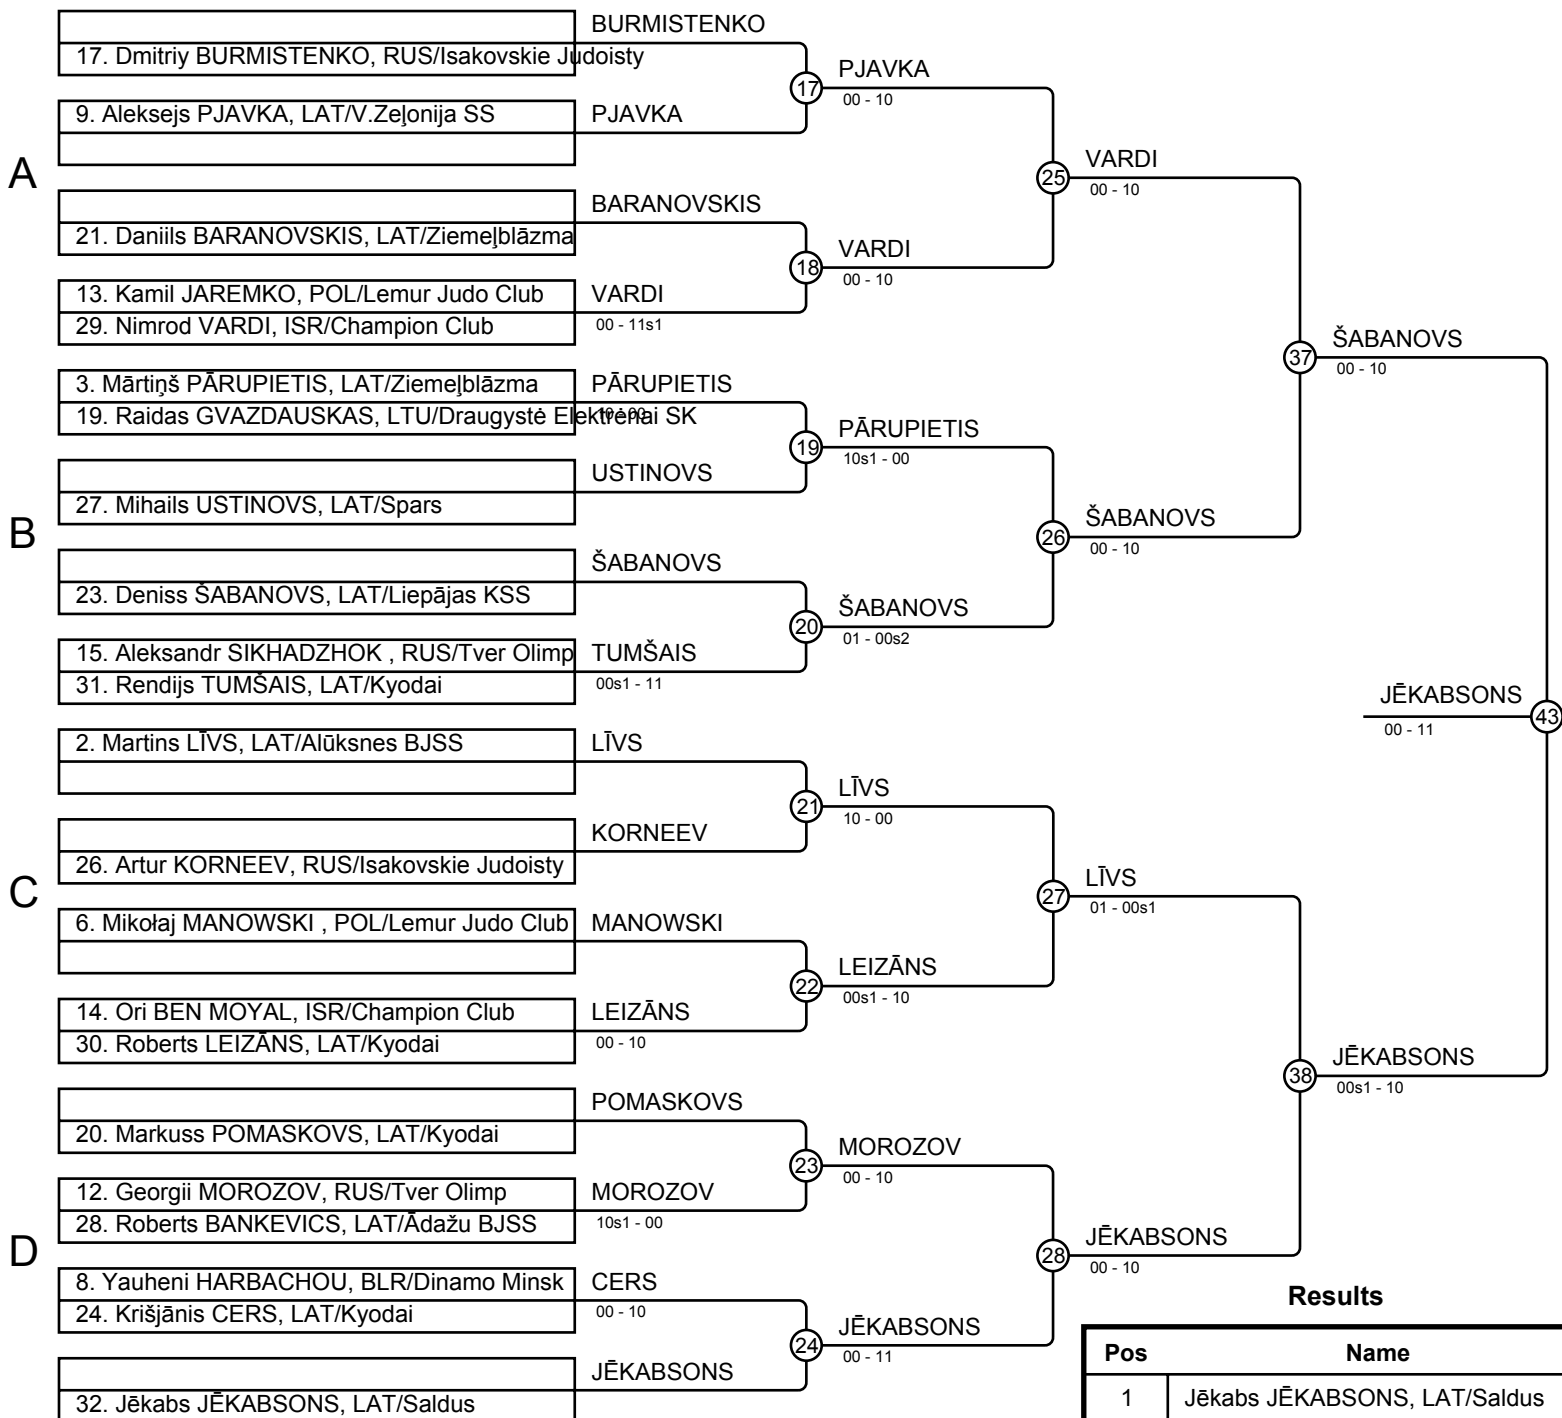 BURMISTENKO
17. Dmitriy BURMISTENKO, RUS/Isakovskie Judoisty
17
PJAVKA
00 - 10
9. Aleksejs PJAVKA, LAT/V.Zeļonija SS
PJAVKA
A
25
VARDI
00 - 10
BARANOVSKIS
21. Daniils BARANOVSKIS, LAT/Ziemeļblāzma
18
VARDI
00 - 10
13. Kamil JAREMKO, POL/Lemur Judo Club
VARDI
29. Nimrod VARDI, ISR/Champion Club
00 - 11s1
37
ŠABANOVS
00 - 10
3. Mārtiņš PĀRUPIETIS, LAT/Ziemeļblāzma
PĀRUPIETIS
19. Raidas GVAZDAUSKAS, LTU/Draugystė Elektrėnai SK
19
PĀRUPIETIS
10s1 - 00
USTINOVS
27. Mihails USTINOVS, LAT/Spars
B
26
ŠABANOVS
00 - 10
ŠABANOVS
23. Deniss ŠABANOVS, LAT/Liepājas KSS
20
ŠABANOVS
01 - 00s2
15. Aleksandr SIKHADZHOK , RUS/Tver Olimp
TUMŠAIS
31. Rendijs TUMŠAIS, LAT/Kyodai
00s1 - 11
JĒKABSONS
43
00 - 11
2. Martins LĪVS, LAT/Alūksnes BJSS
LĪVS
21
LĪVS
10 - 00
KORNEEV
26. Artur KORNEEV, RUS/Isakovskie Judoisty
C
27
LĪVS
01 - 00s1
6. Mikołaj MANOWSKI , POL/Lemur Judo Club
MANOWSKI
22
LEIZĀNS
00s1 - 10
14. Ori BEN MOYAL, ISR/Champion Club
LEIZĀNS
30. Roberts LEIZĀNS, LAT/Kyodai
00 - 10
38
JĒKABSONS
00s1 - 10
POMASKOVS
20. Markuss POMASKOVS, LAT/Kyodai
23
MOROZOV
00 - 10
12. Georgii MOROZOV, RUS/Tver Olimp
MOROZOV
28. Roberts BANKEVICS, LAT/Ādažu BJSS
10s1 - 00
D
28
JĒKABSONS
00 - 10
8. Yauheni HARBACHOU, BLR/Dinamo Minsk
CERS
24. Krišjānis CERS, LAT/Kyodai
00 - 10
24
JĒKABSONS
00 - 11
JĒKABSONS
32. Jēkabs JĒKABSONS, LAT/Saldus
Results
Pos Name
1 Jēkabs JĒKABSONS, LAT/Saldus